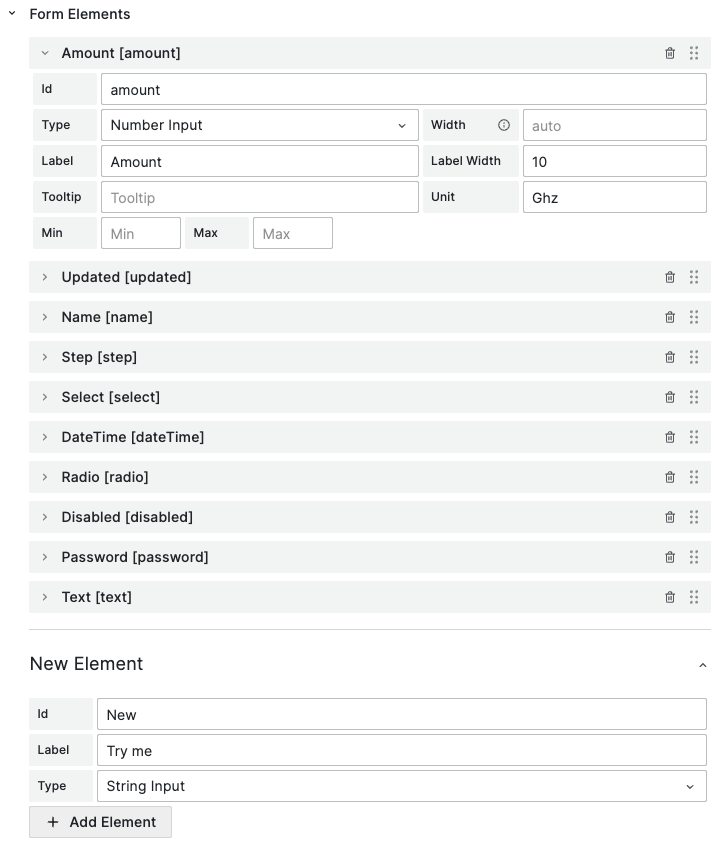 Form Elements
Amount [amount]
Id amount
Type Number Input Width auto
Label Amount Label Width 10
Tooltip Tooltip Unit Ghz
Min Min Max Max
Updated [updated]
Name [name]
Step [step]
Select [select]
DateTime [dateTime]
Radio [radio]
Disabled [disabled]
Password [password]
Text [text]
New Element
Id New
Label Try me
Type String Input
+ Add Element